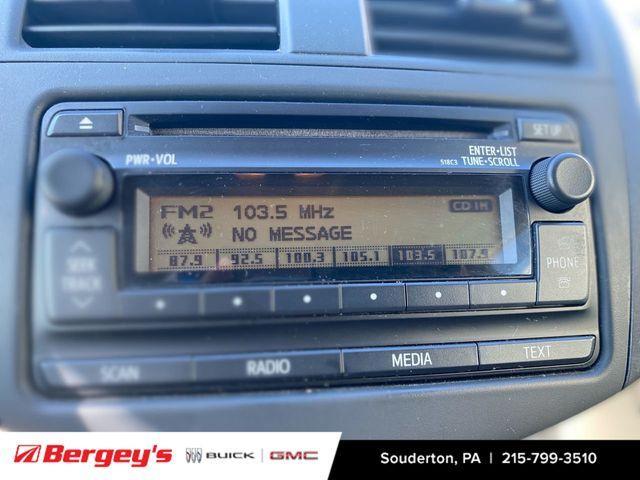 SETUP
PWR•VOL
ENTER•LIST
518C3 TUNE•SCROLL
FM2 103.5 MHz
CD IN
NO MESSAGE
87.9 92.5 100.3 105.1 103.5 107.9
SEEK
TRACK
PHONE
SCAN RADIO MEDIA TEXT
Bergey's BUICK GMC
Souderton, PA | 215-799-3510